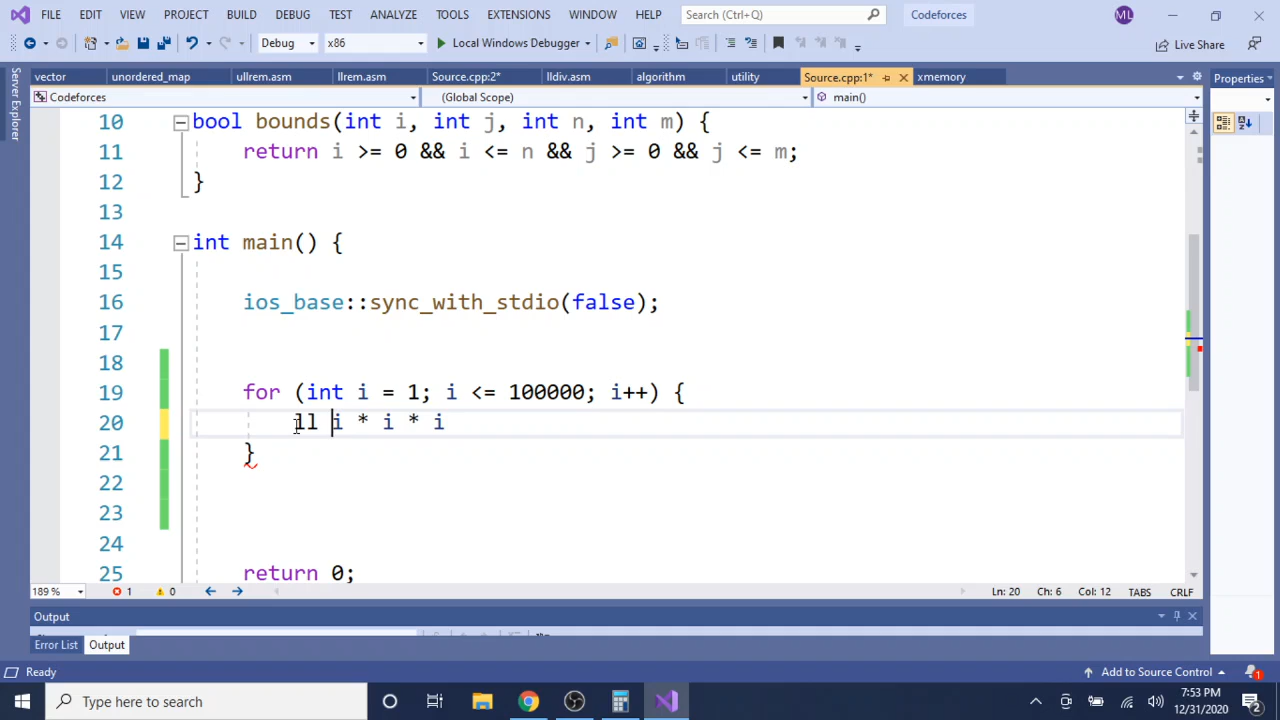 FILE EDIT VIEW PROJECT BUILD DEBUG TEST ANALYZE TOOLS EXTENSIONS WINDOW HELP Search (Ctrl+Q) Codeforces ML
Debug x86 Local Windows Debugger Live Share
Server Explorer
vector unordered_map ullrem.asm llrem.asm Source.cpp:2* lldiv.asm algorithm utility Source.cpp:1* xmemory Properties
Codeforces (Global Scope) main()
10 bool bounds(int i, int j, int n, int m) {
11 return i >= 0 && i <= n && j >= 0 && j <= m;
12 }
13
14 int main() {
15
16 ios_base::sync_with_stdio(false);
17
18
19 for (int i = 1; i <= 100000; i++) {
20 ll i * i * i
21 }
22
23
24
25 return 0;
189 % 1 0 Ln: 20 Ch: 6 Col: 12 TABS CRLF
Output
Error List Output
Ready Add to Source Control 1
Type here to search 7:53 PM
12/31/2020 2